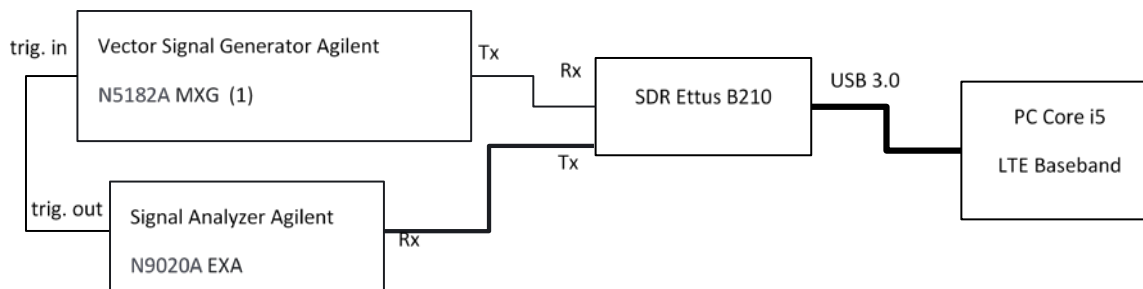 trig. in
Vector Signal Generator Agilent
N5182A MXG (1)
Tx
Rx
SDR Ettus B210
USB 3.0
PC Core i5
LTE Baseband
Tx
trig. out
Signal Analyzer Agilent
N9020A EXA
Rx